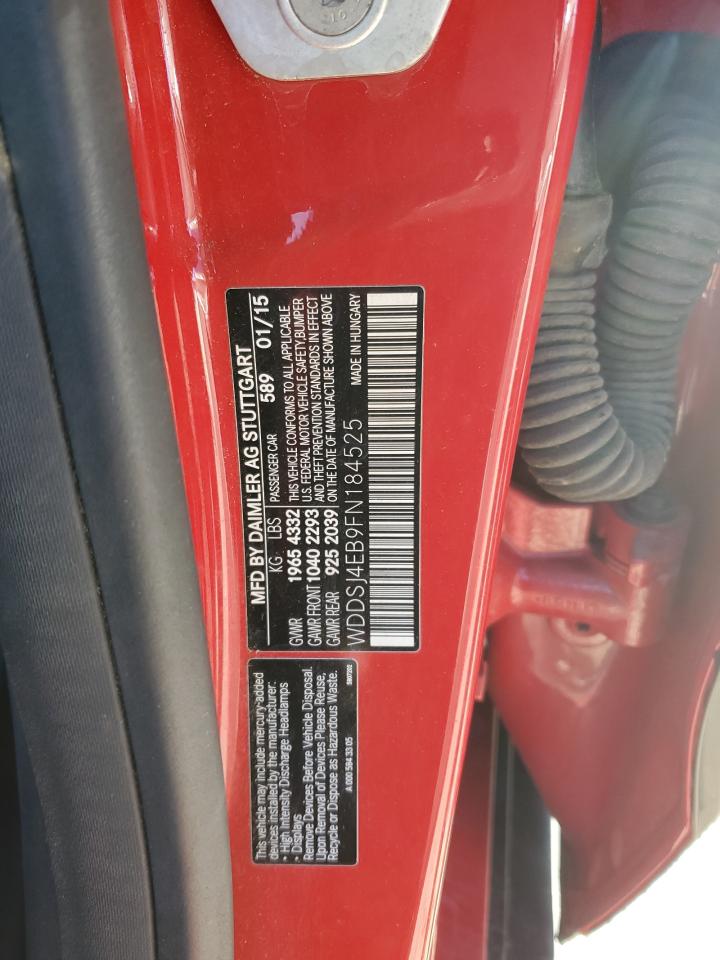 MFD BY DAIMLER AG STUTTGART
KG LBS PASSENGER CAR 589 01/15
GVWR 1965 4332 THIS VEHICLE CONFORMS TO ALL APPLICABLE
U.S. FEDERAL MOTOR VEHICLE SAFETY, BUMPER
GAWR FRONT 1040 2293 AND THEFT PREVENTION STANDARDS IN EFFECT
GAWR REAR 925 2039 ON THE DATE OF MANUFACTURE SHOWN ABOVE
WDDSJ4EB9FN184525 MADE IN HUNGARY
This vehicle may include mercury-added
devices installed by the manufacturer:
• High Intensity Discharge Headlamps
• Displays
Remove Devices Before Vehicle Disposal.
Upon Removal of Devices Please Reuse,
Recycle or Dispose as Hazardous Waste.
A 000 584 33 05